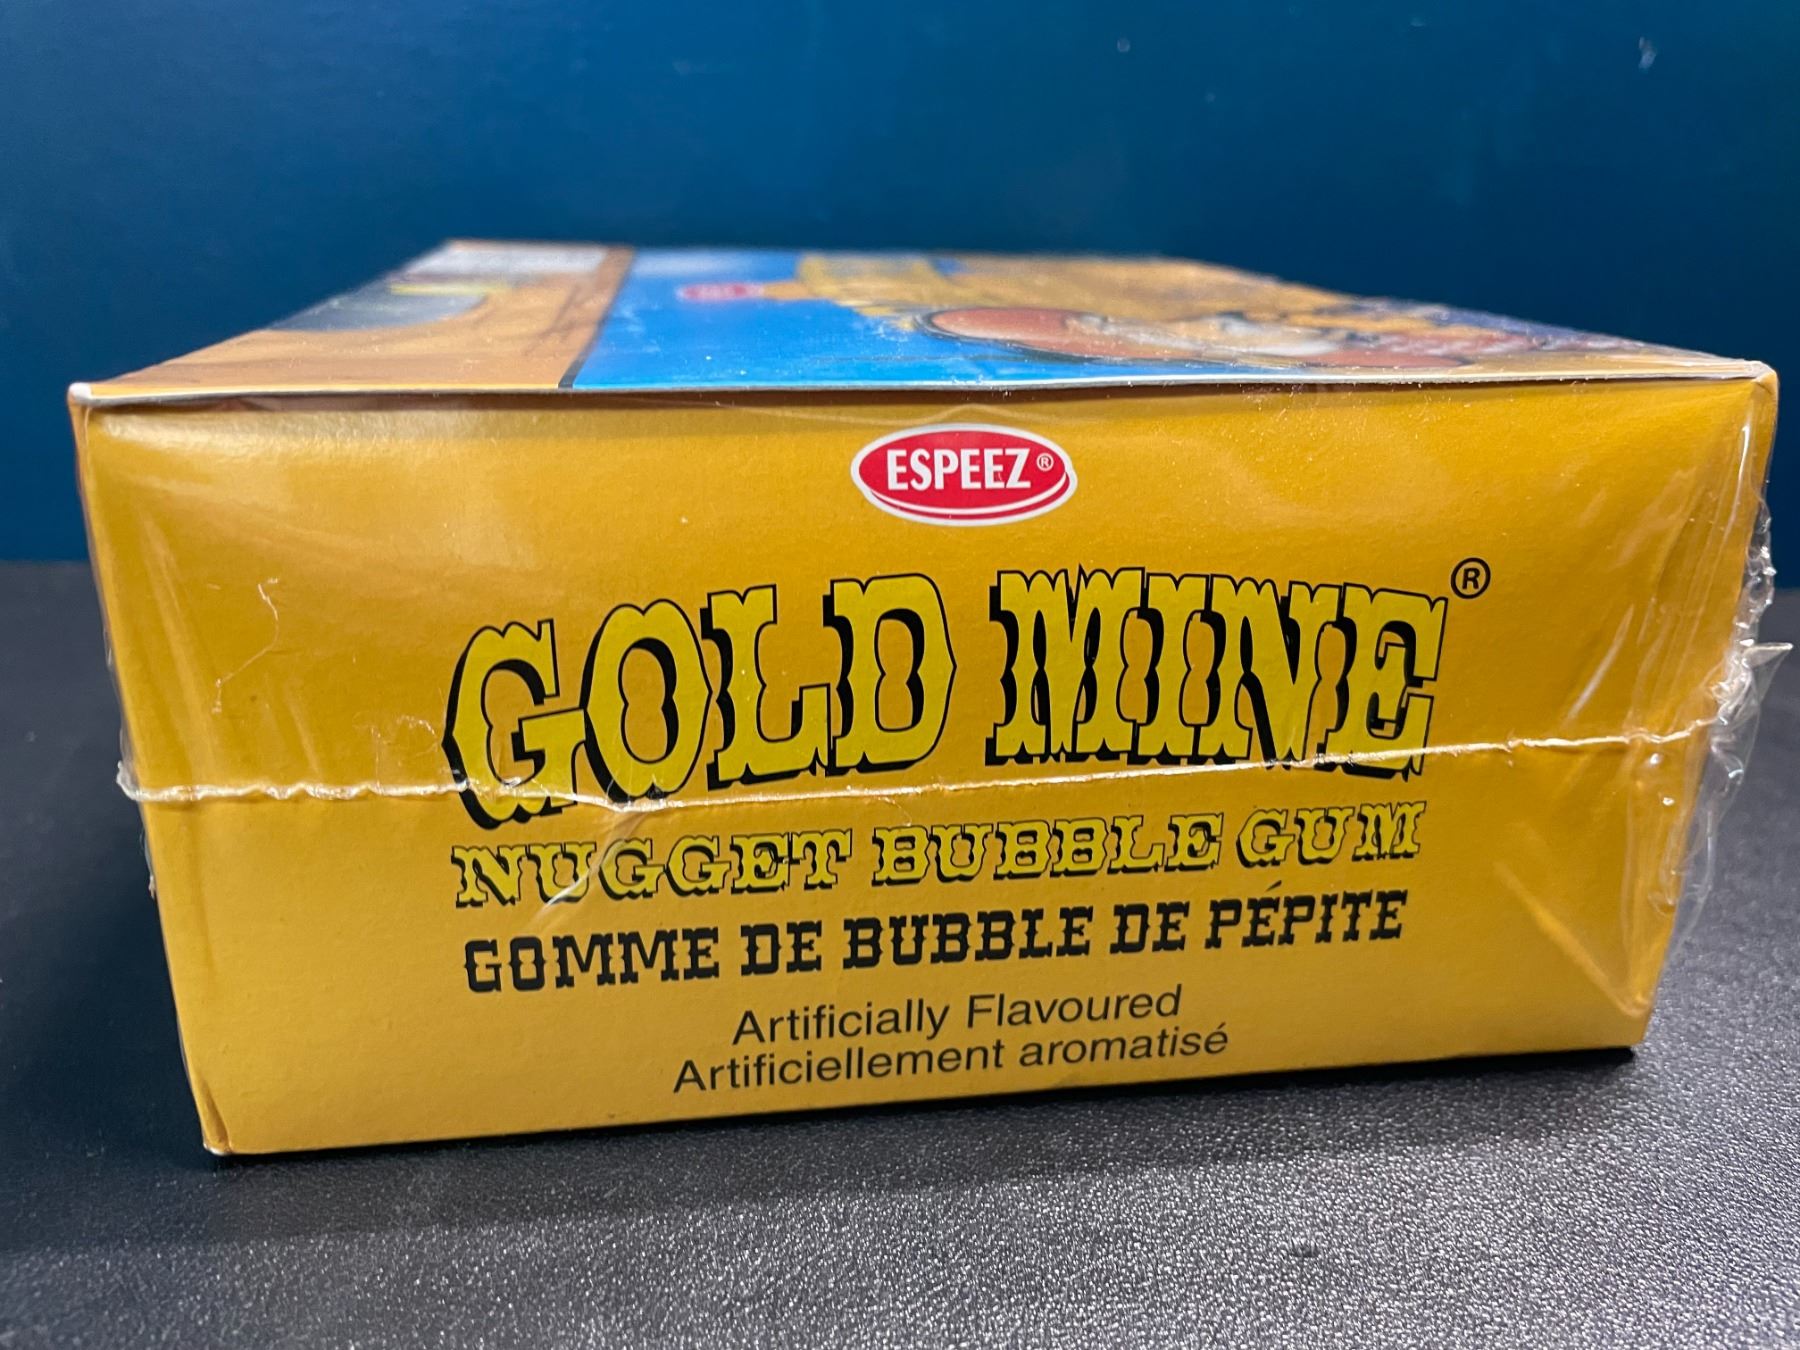 ESPEEZ®
GOLD MINE®
NUGGET BUBBLE GUM
GOMME DE BUBBLE DE PÉPITE
Artificially Flavoured
Artificiellement aromatisé